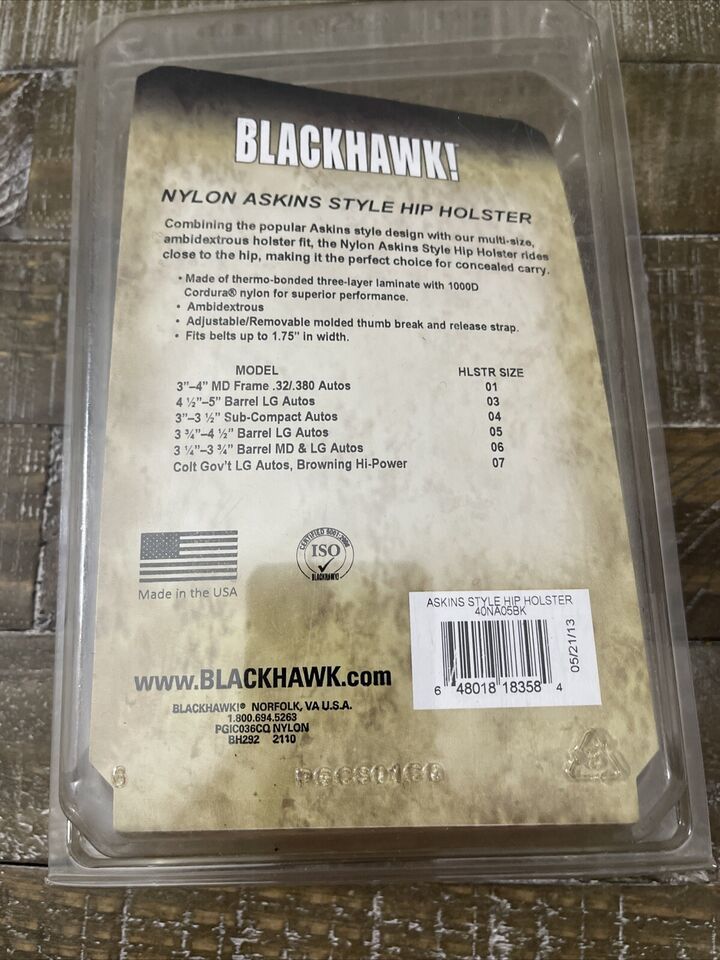 BLACKHAWK!
NYLON ASKINS STYLE HIP HOLSTER
Combining the popular Askins style design with our multi-size,
ambidextrous holster fit, the Nylon Askins Style Hip Holster rides
close to the hip, making it the perfect choice for concealed carry.
• Made of thermo-bonded three-layer laminate with 1000D
Cordura® nylon for superior performance.
• Ambidextrous
• Adjustable/Removable molded thumb break and release strap.
• Fits belts up to 1.75" in width.
MODEL HLSTR SIZE
3"–4" MD Frame .32/.380 Autos 01
4 ½"–5" Barrel LG Autos 03
3"–3 ½" Sub-Compact Autos 04
3 ¾"–4 ½" Barrel LG Autos 05
3 ¼"–3 ¾" Barrel MD & LG Autos 06
Colt Gov't LG Autos, Browning Hi-Power 07
Made in the USA
CERTIFIED 9001:2008
ISO
BLACKHAWK!
ASKINS STYLE HIP HOLSTER
40NA05BK
05/21/13
6 48018 18358 4
www.BLACKHAWK.com
BLACKHAWK!® NORFOLK, VA U.S.A.
1.800.694.5263
PGIC036CQ NYLON
BH292 2110